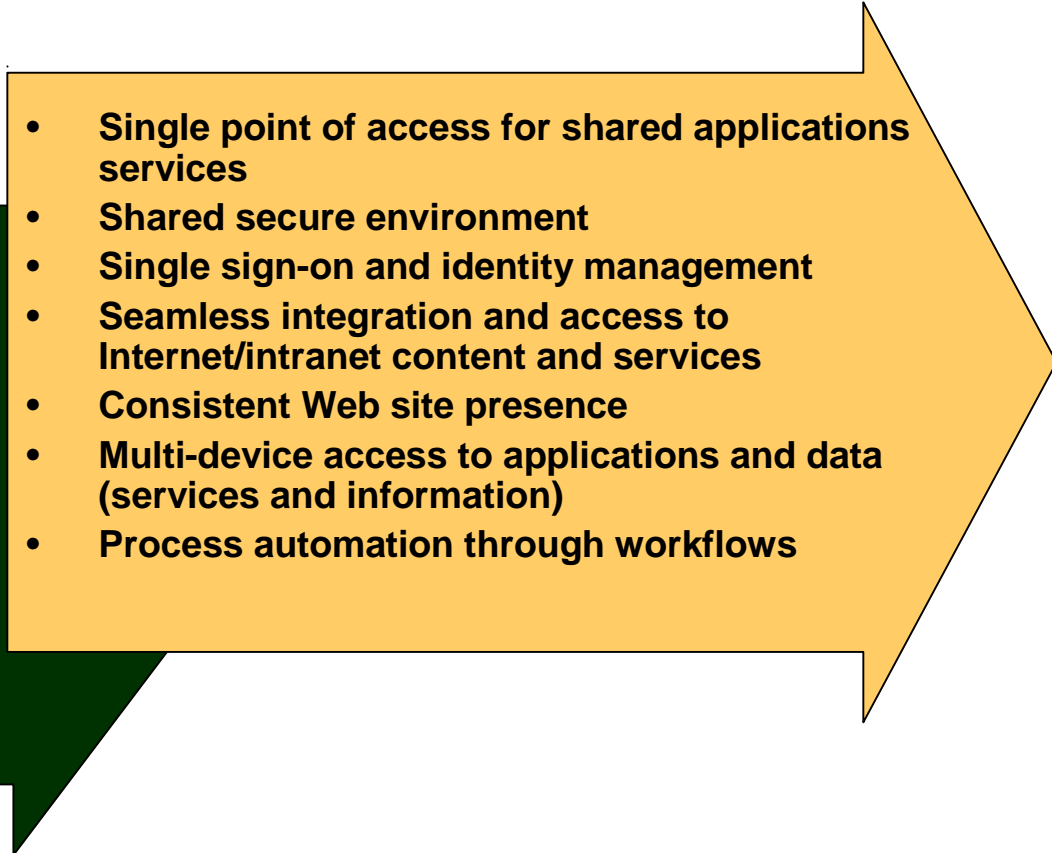 • Single point of access for shared applications
services
• Shared secure environment
• Single sign-on and identity management
• Seamless integration and access to
Internet/intranet content and services
• Consistent Web site presence
• Multi-device access to applications and data
(services and information)
• Process automation through workflows